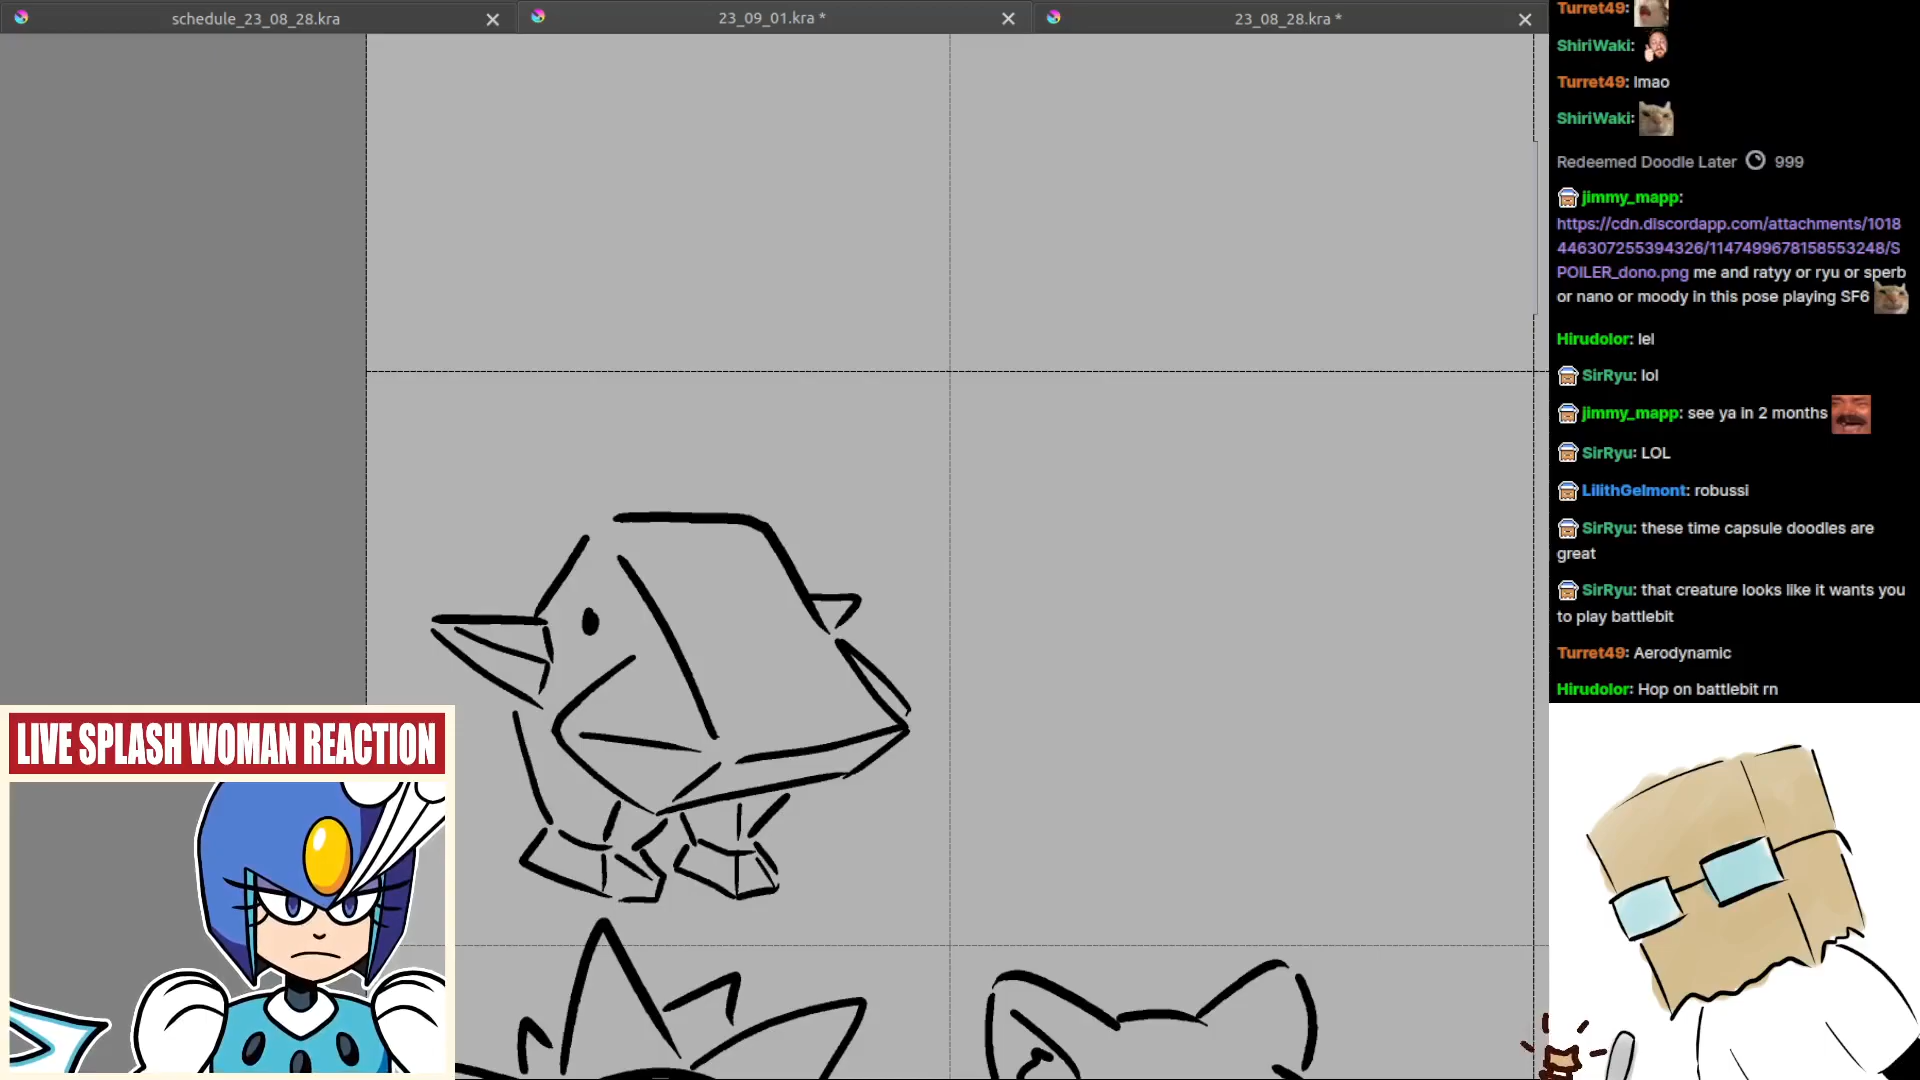 schedule_23_08_28.kra
23_09_01.kra *
23_08_28.kra *
Turret49:
ShiriWaki:
Turret49: lmao
ShiriWaki:
Redeemed Doodle Later 999
jimmy_mapp:
https://cdn.discordapp.com/attachments/1018
446307255394326/1147499678158553248/S
POILER_dono.png me and ratyy or ryu or sperb
or nano or moody in this pose playing SF6
Hirudolor: lel
SirRyu: lol
jimmy_mapp: see ya in 2 months
SirRyu: LOL
LilithGelmont: robussi
SirRyu: these time capsule doodles are
great
SirRyu: that creature looks like it wants you
to play battlebit
Turret49: Aerodynamic
Hirudolor: Hop on battlebit rn
LIVE SPLASH WOMAN REACTION